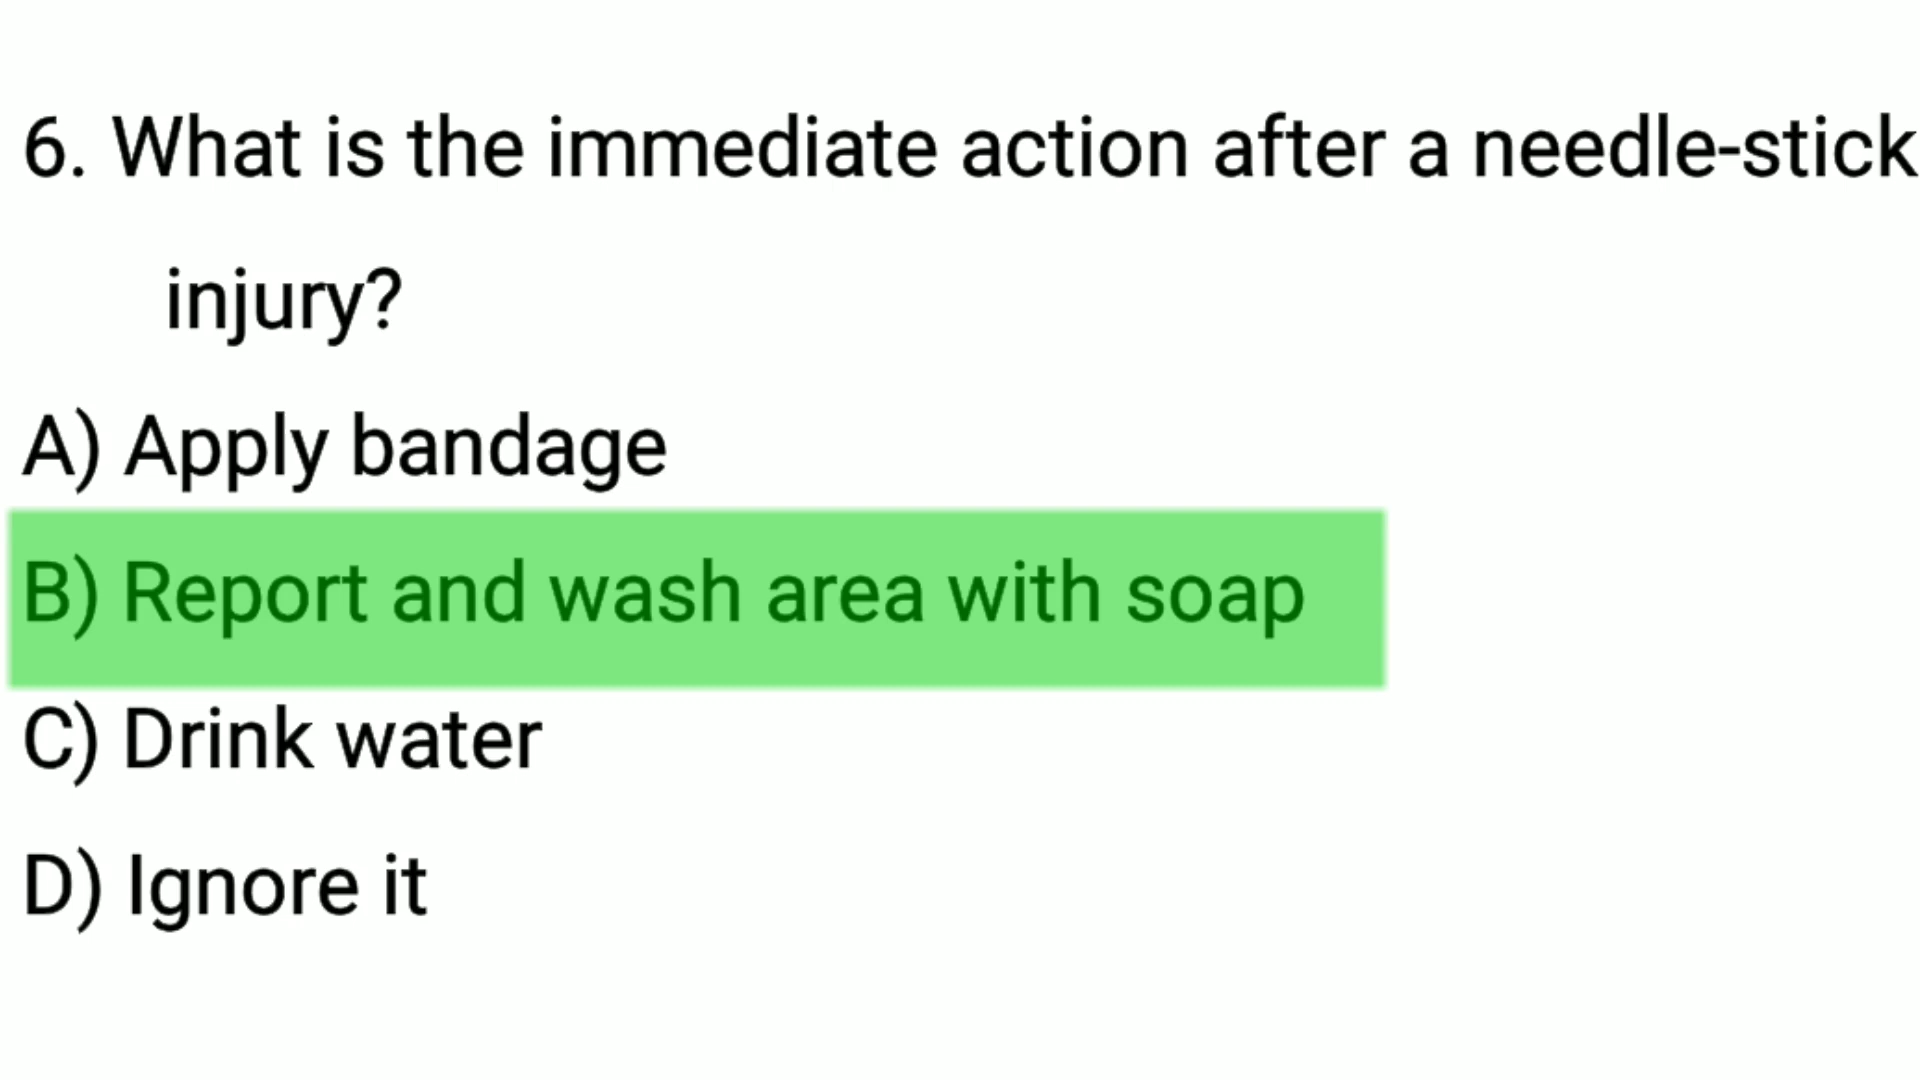 6. What is the immediate action after a needle-stick
injury?
A) Apply bandage
B) Report and wash area with soap
C) Drink water
D) Ignore it